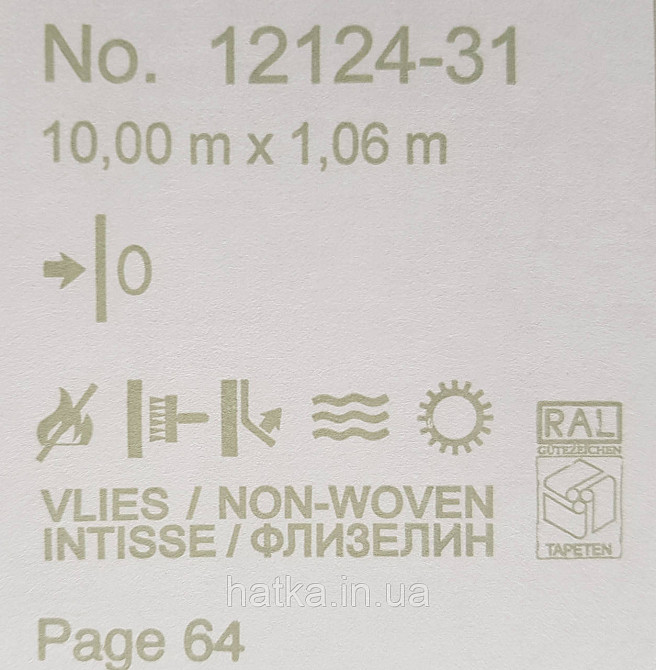 No. 12124-31
10,00 m x 1,06 m
0
RAL
GÜTEZEICHEN
TAPETEN
VLIES / NON-WOVEN
INTISSE / ФЛИЗЕЛИН
hatka.in.ua
Page 64